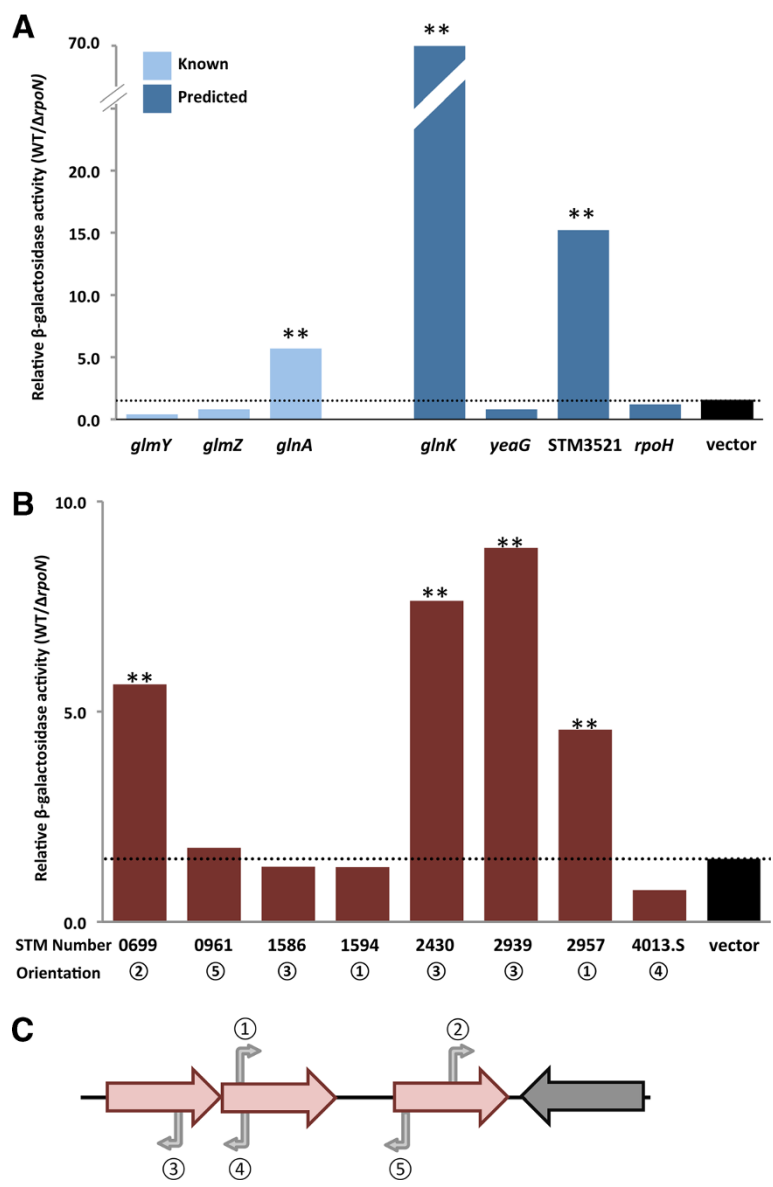 A
Relative β-galactosidase activity (WT/ΔrpoN)
70.0
20.0
15.0
10.0
5.0
0.0
Known
Predicted
**
**
**
glmY glmZ glnA glnK yeaG STM3521 rpoH vector
B
Relative β-galactosidase activity (WT/ΔrpoN)
10.0
5.0
0.0
**
**
**
**
STM Number 0699 0961 1586 1594 2430 2939 2957 4013.S vector
Orientation ② ⑤ ③ ① ③ ③ ① ④
C
① ②
③ ④ ⑤